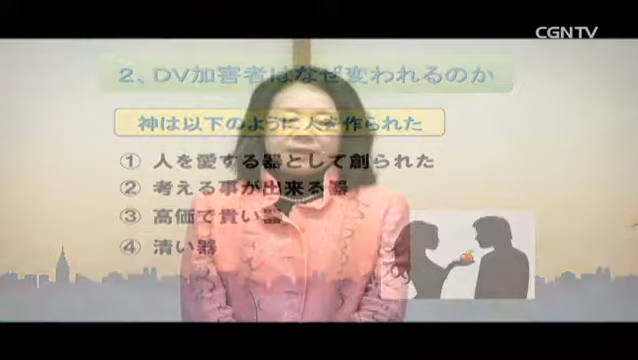 CGNTV
2、DV加害者はなぜ変われるのか
神は以下のように人を作られた
① 人を愛する器として創られた
② 考える事が出来る器
③ 高価で貴い器
④ 清い器